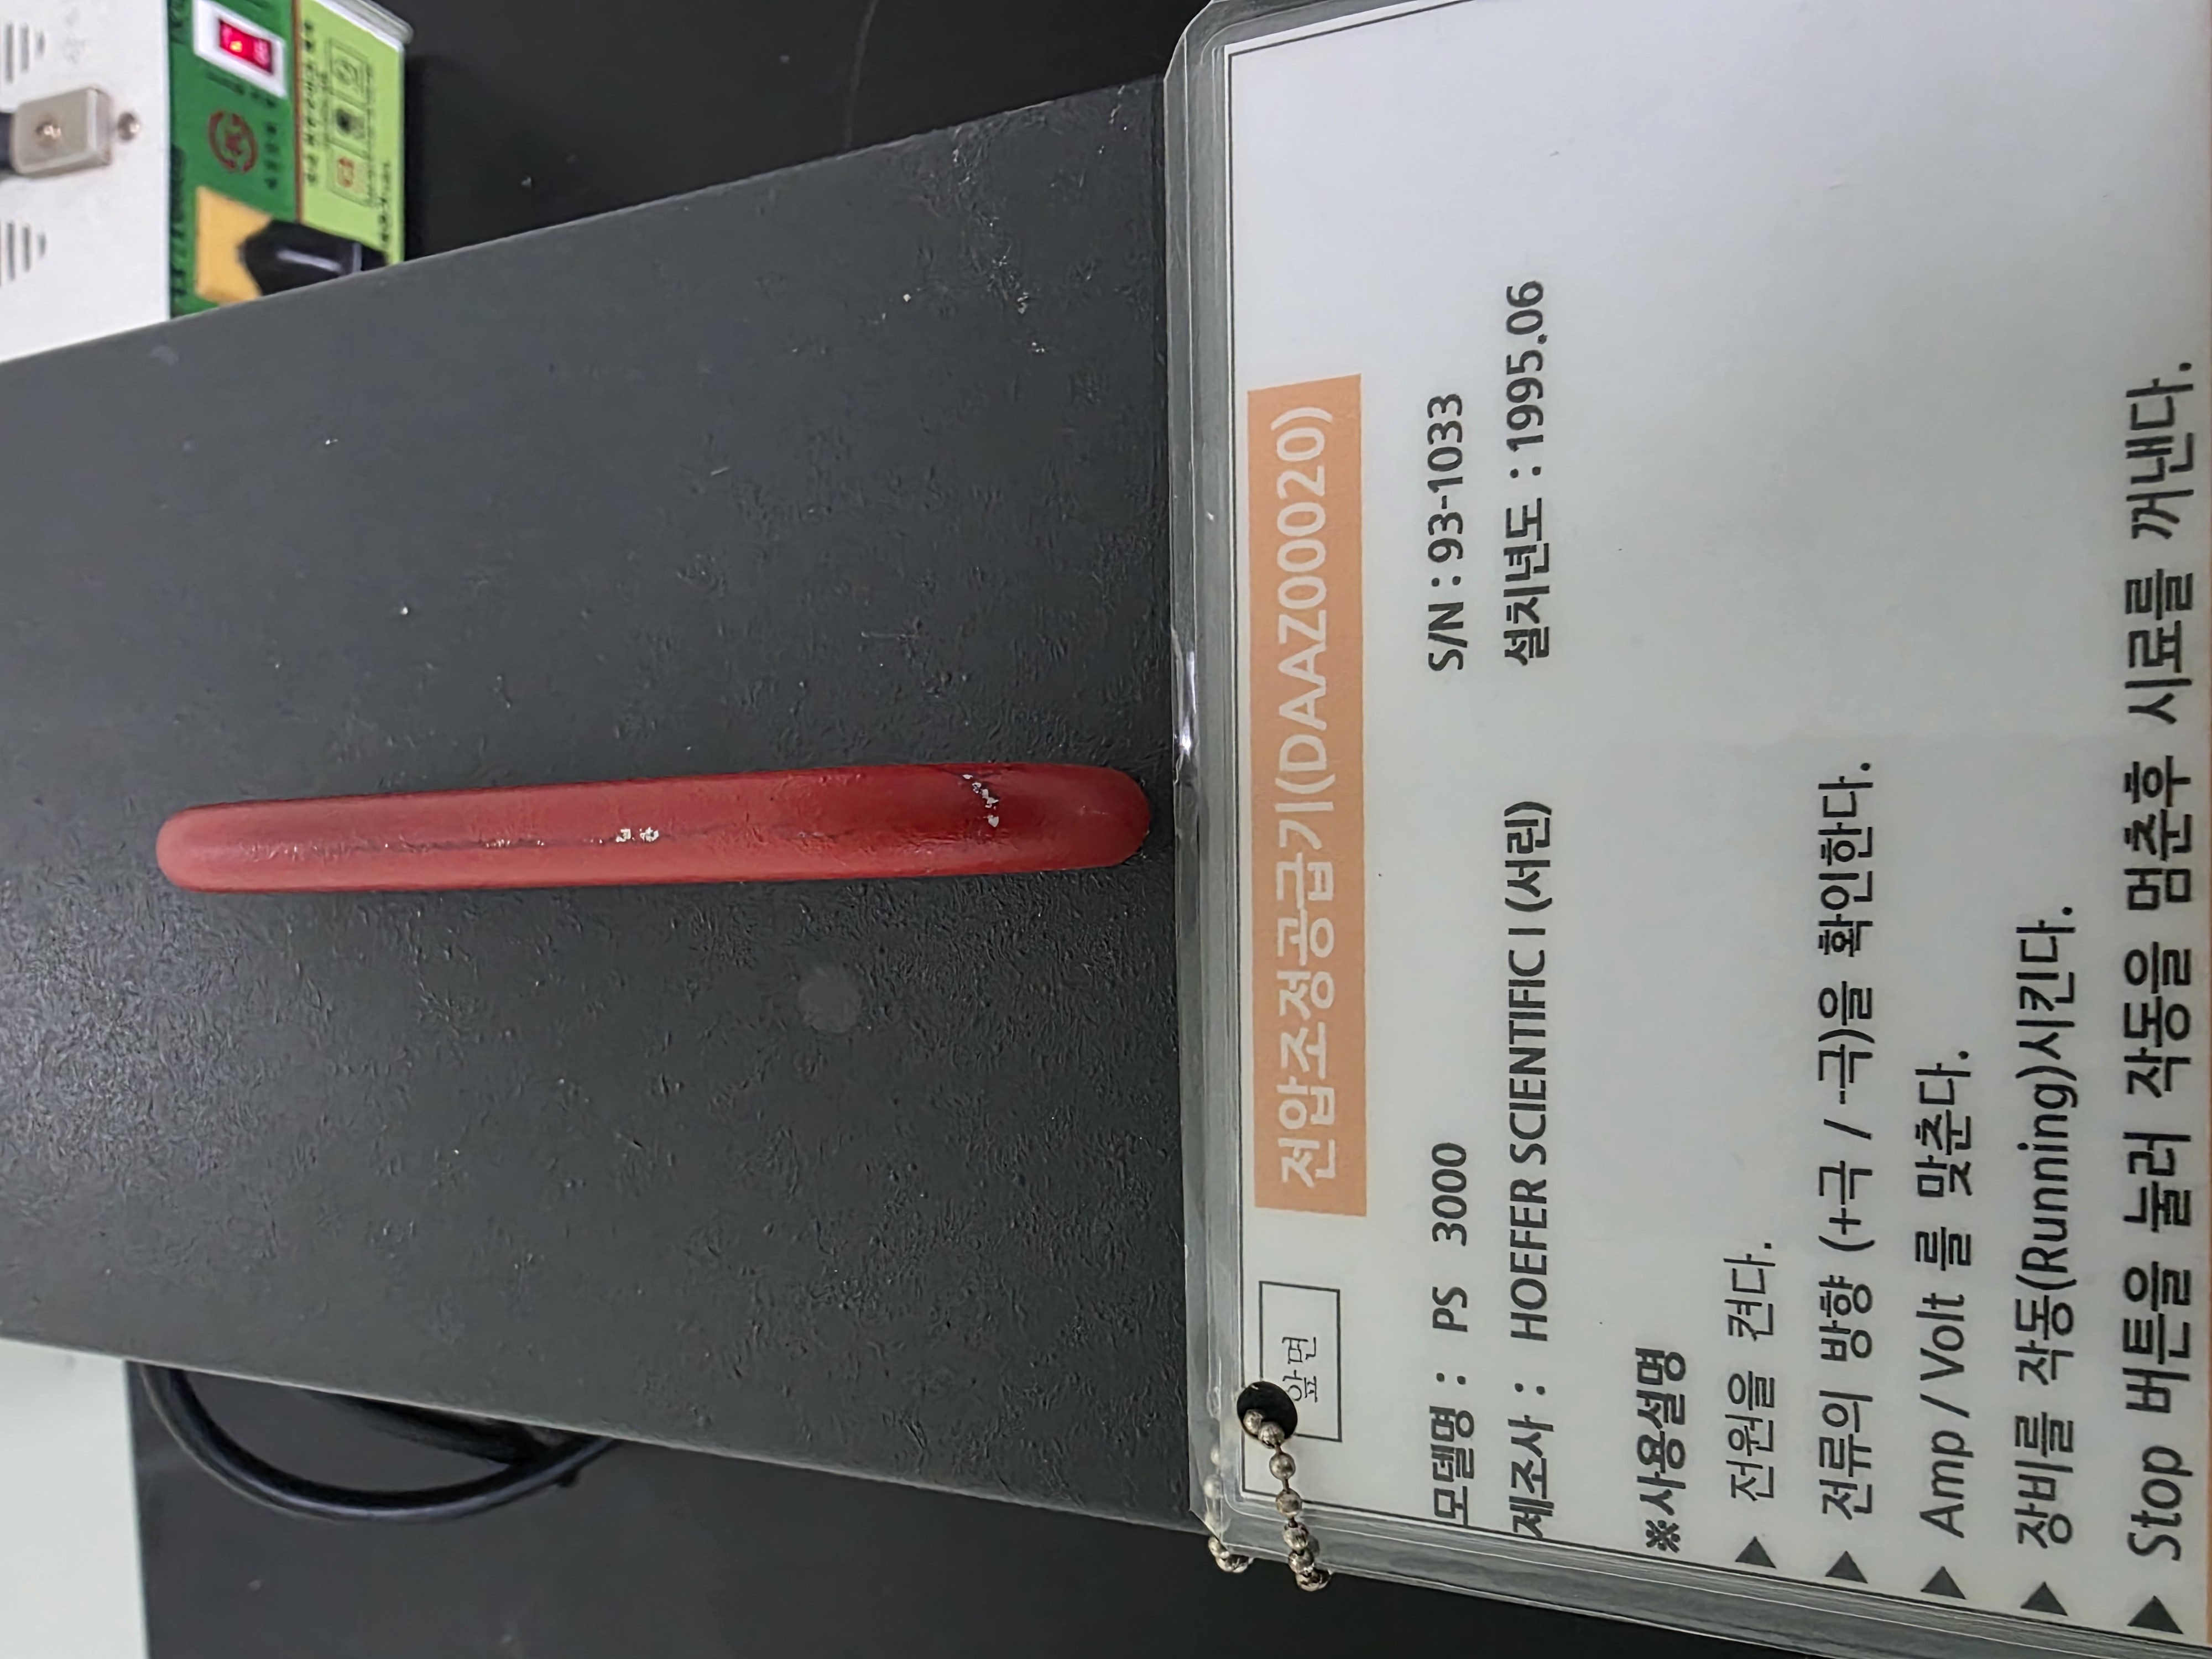 앞면
전압조정공급기(DAAZ00020)
모델명 : PS 3000 S/N : 93-1033
제조사 : HOEFER SCIENTIFIC I (서린) 설치년도 : 1995.06
※사용설명
▶ 전원을 켠다.
▶ 전류의 방향 (+극 / -극)을 확인한다.
▶ Amp / Volt 를 맞춘다.
▶ 장비를 작동(Running)시킨다.
▶ Stop 버튼을 눌러 작동을 멈춘후 시료를 꺼낸다.